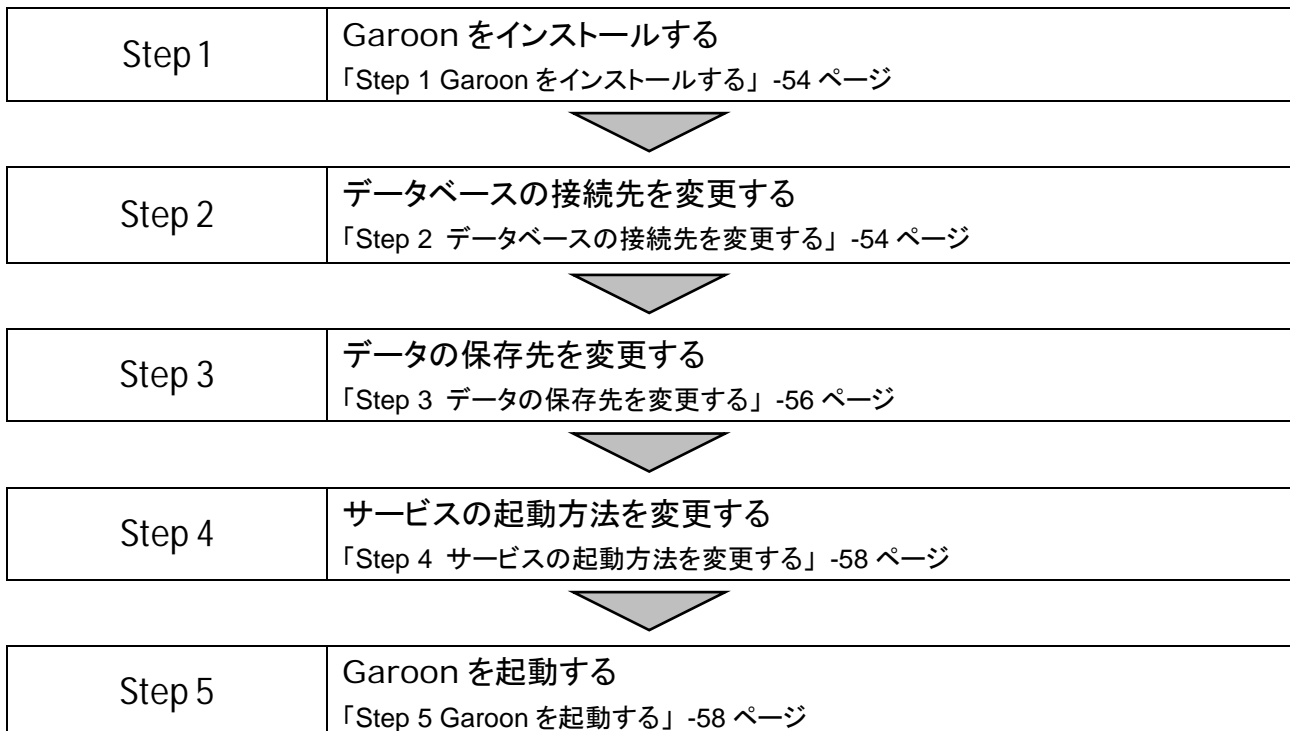 Step 1
Garoon をインストールする
「Step 1 Garoon をインストールする」 -54 ページ
Step 2
データベースの接続先を変更する
「Step 2 データベースの接続先を変更する」 -54 ページ
Step 3
データの保存先を変更する
「Step 3 データの保存先を変更する」 -56 ページ
Step 4
サービスの起動方法を変更する
「Step 4 サービスの起動方法を変更する」 -58 ページ
Step 5
Garoon を起動する
「Step 5 Garoon を起動する」 -58 ページ